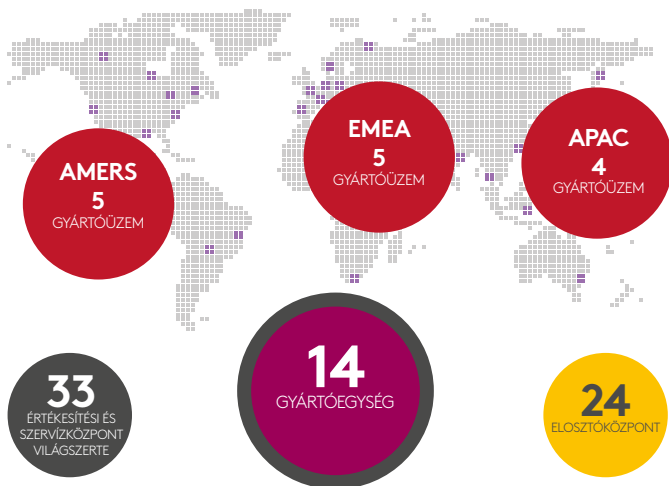 AMERS
5
GYÁRTÓÜZEM
EMEA
5
GYÁRTÓÜZEM
APAC
4
GYÁRTÓÜZEM
33
ÉRTÉKESÍTÉSI ÉS
SZERVÍZKÖZPONT
VILÁGSZERTE
14
GYÁRTÓEGYSÉG
24
ELOSZTÓKÖZPONT